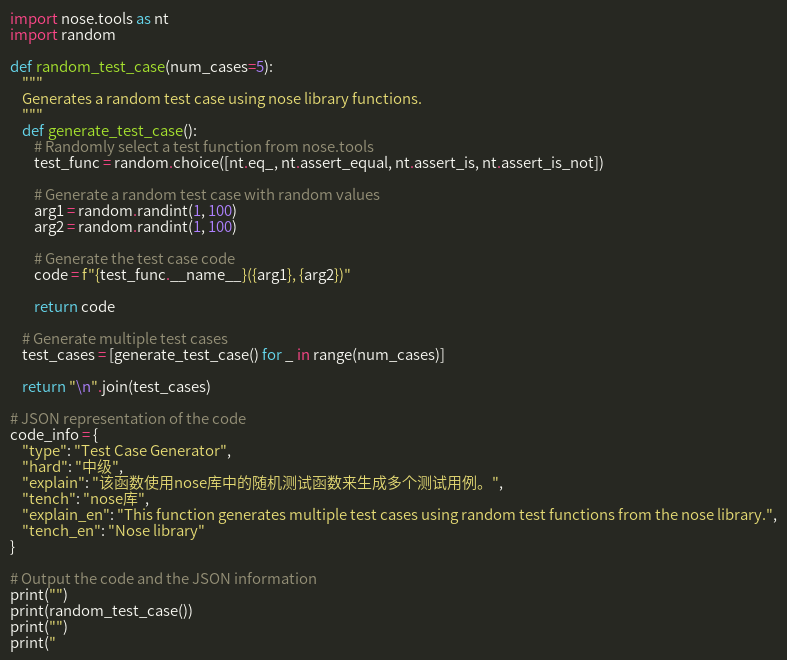 import nose.tools as nt
import random

def random_test_case(num_cases=5):
    """
    Generates a random test case using nose library functions.
    """
    def generate_test_case():
        # Randomly select a test function from nose.tools
        test_func = random.choice([nt.eq_, nt.assert_equal, nt.assert_is, nt.assert_is_not])

        # Generate a random test case with random values
        arg1 = random.randint(1, 100)
        arg2 = random.randint(1, 100)

        # Generate the test case code
        code = f"{test_func.__name__}({arg1}, {arg2})"

        return code

    # Generate multiple test cases
    test_cases = [generate_test_case() for _ in range(num_cases)]

    return "\n".join(test_cases)

# JSON representation of the code
code_info = {
    "type": "Test Case Generator",
    "hard": "中级",
    "explain": "该函数使用nose库中的随机测试函数来生成多个测试用例。",
    "tench": "nose库",
    "explain_en": "This function generates multiple test cases using random test functions from the nose library.",
    "tench_en": "Nose library"
}

# Output the code and the JSON information
print("")
print(random_test_case())
print("")
print("